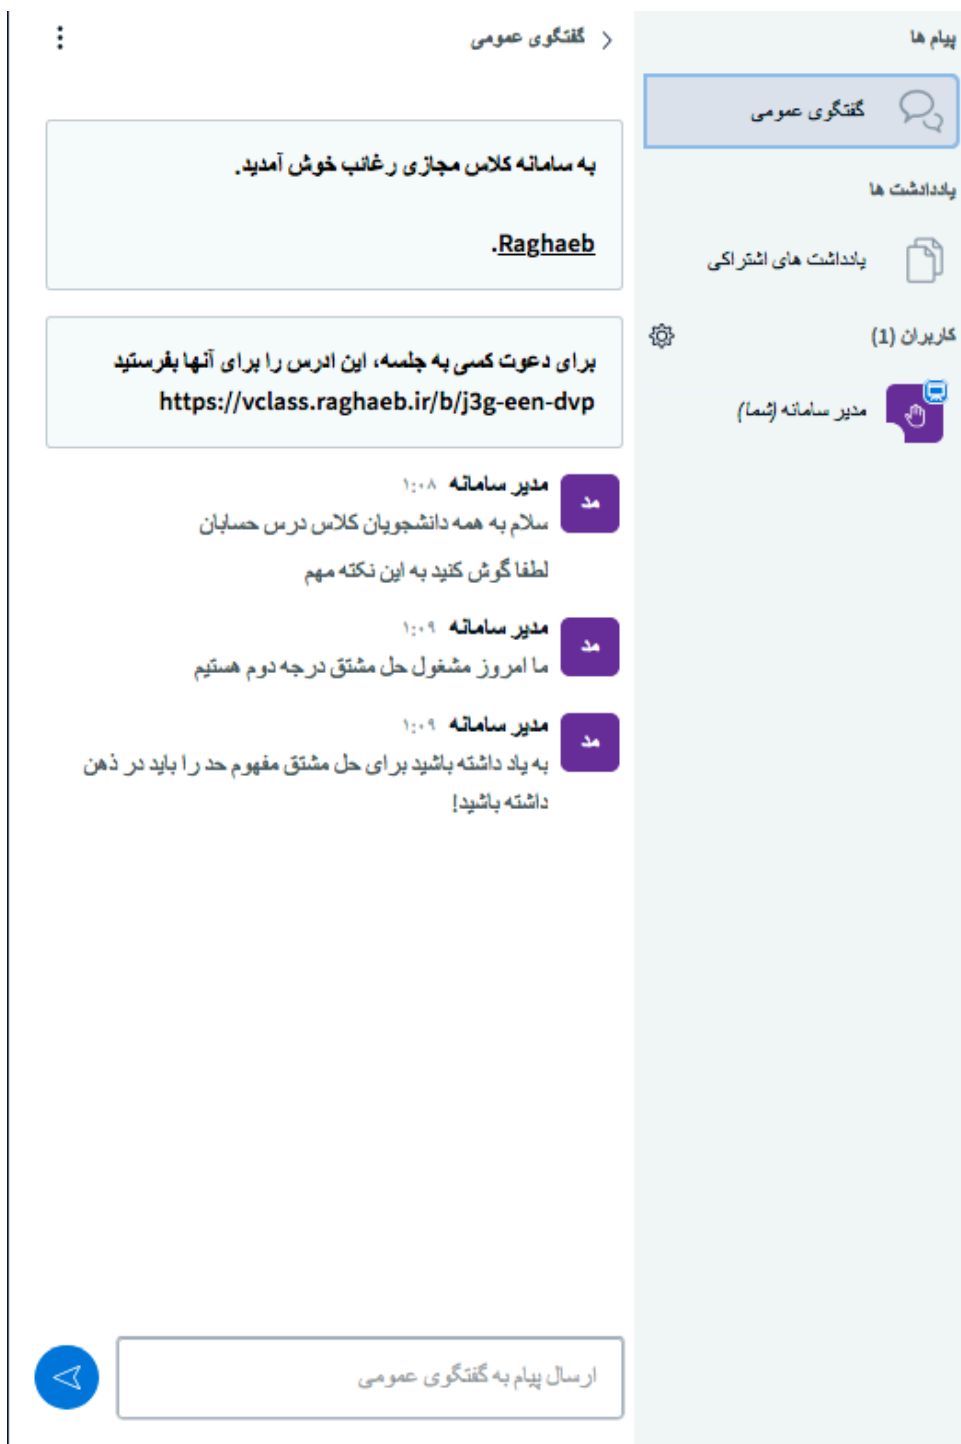 پیام ها
گفتگوی عمومی
یاددادشت ها
یادداشت های اشتراکی
کاربران (1)
مدیر سامانه (شما)
گفتگوی عمومی
به سامانه کلاس مجازی رغائب خوش آمدید.
Raghaeb.
برای دعوت کسی به جلسه، این ادرس را برای آنها بفرستید
https://vclass.raghaeb.ir/b/j3g-een-dvp
مد
مدیر سامانه ۱:۰۸
سلام به همه دانشجویان کلاس درس حسابان
لطفا گوش کنید به این نکته مهم
مد
مدیر سامانه ۱:۰۹
ما امروز مشغول حل مشتق درجه دوم هستیم
مد
مدیر سامانه ۱:۰۹
به یاد داشته باشید برای حل مشتق مفهوم حد را باید در ذهن
داشته باشید!
ارسال پیام به گفتگوی عمومی